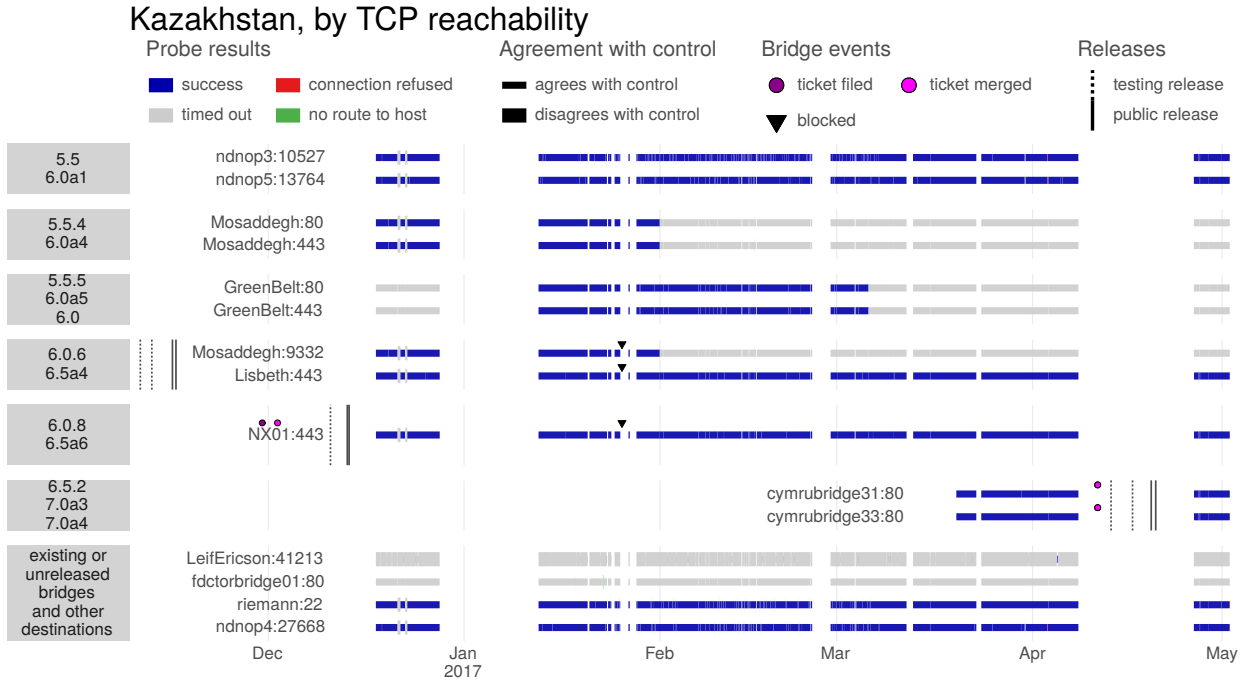 Kazakhstan, by TCP reachability
Probe results
Agreement with control
Bridge events
Releases
success
connection refused
agrees with control
ticket filed
ticket merged
testing release
timed out
no route to host
disagrees with control
blocked
public release
5.5
6.0a1
ndnop3:10527
ndnop5:13764
5.5.4
6.0a4
Mosaddegh:80
Mosaddegh:443
5.5.5
6.0a5
6.0
GreenBelt:80
GreenBelt:443
6.0.6
6.5a4
Mosaddegh:9332
Lisbeth:443
6.0.8
6.5a6
NX01:443
6.5.2
7.0a3
7.0a4
cymrubridge31:80
cymrubridge33:80
existing or
unreleased
bridges
and other
destinations
LeifEricson:41213
fdctorbridge01:80
riemann:22
ndnop4:27668
Dec
Jan
2017
Feb
Mar
Apr
May